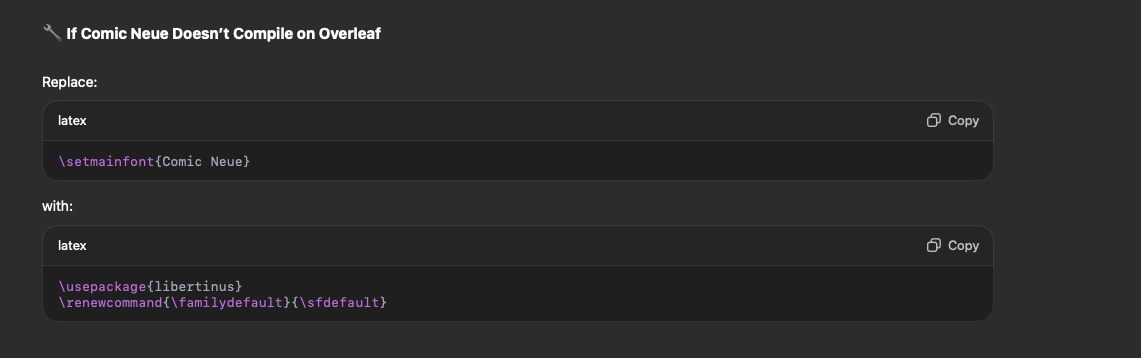 🔧 If Comic Neue Doesn’t Compile on Overleaf
Replace:
latex
Copy
\setmainfont{Comic Neue}
with:
latex
Copy
\usepackage{libertinus}
\renewcommand{\familydefault}{\sfdefault}